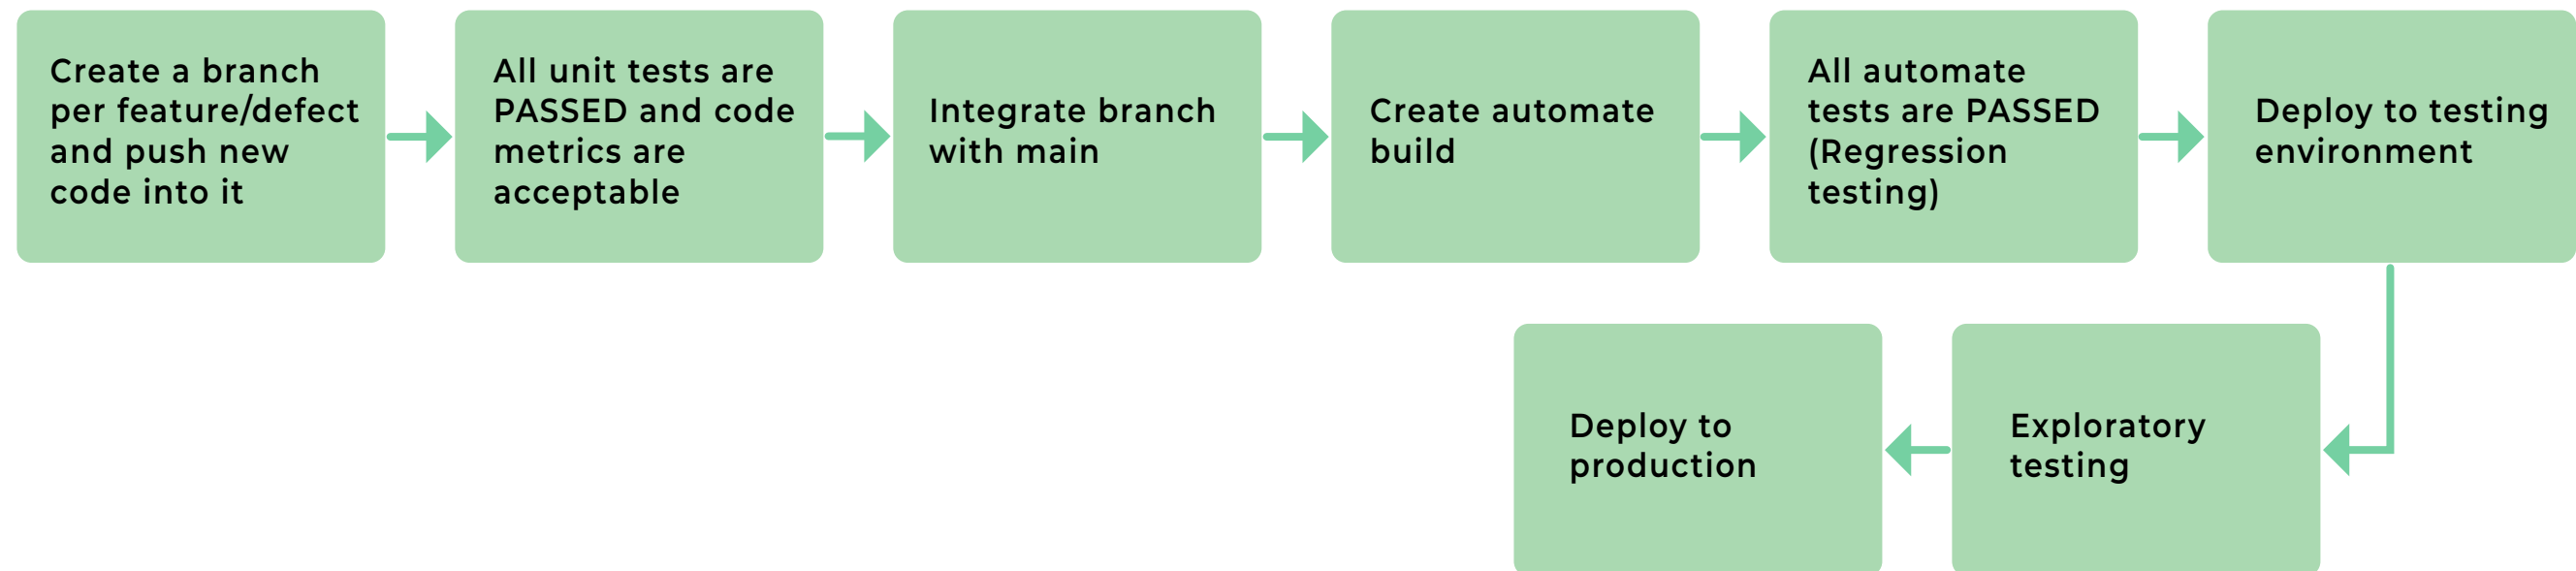 Create a branch
per feature/defect
and push new
code into it
All unit tests are
PASSED and code
metrics are
acceptable
Integrate branch
with main
Create automate
build
All automate
tests are PASSED
(Regression
testing)
Deploy to testing
environment
Exploratory
testing
Deploy to
production